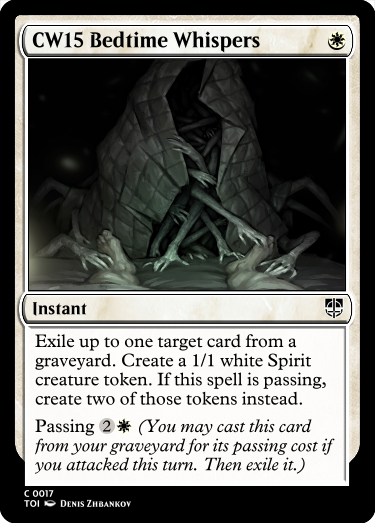 CW15 Bedtime Whispers
Instant
Exile up to one target card from a
graveyard. Create a 1/1 white Spirit
creature token. If this spell is passing,
create two of those tokens instead.
Passing 2 (You may cast this card
from your graveyard for its passing cost if
you attacked this turn. Then exile it.)
C 0017
TOI Denis Zhbankov